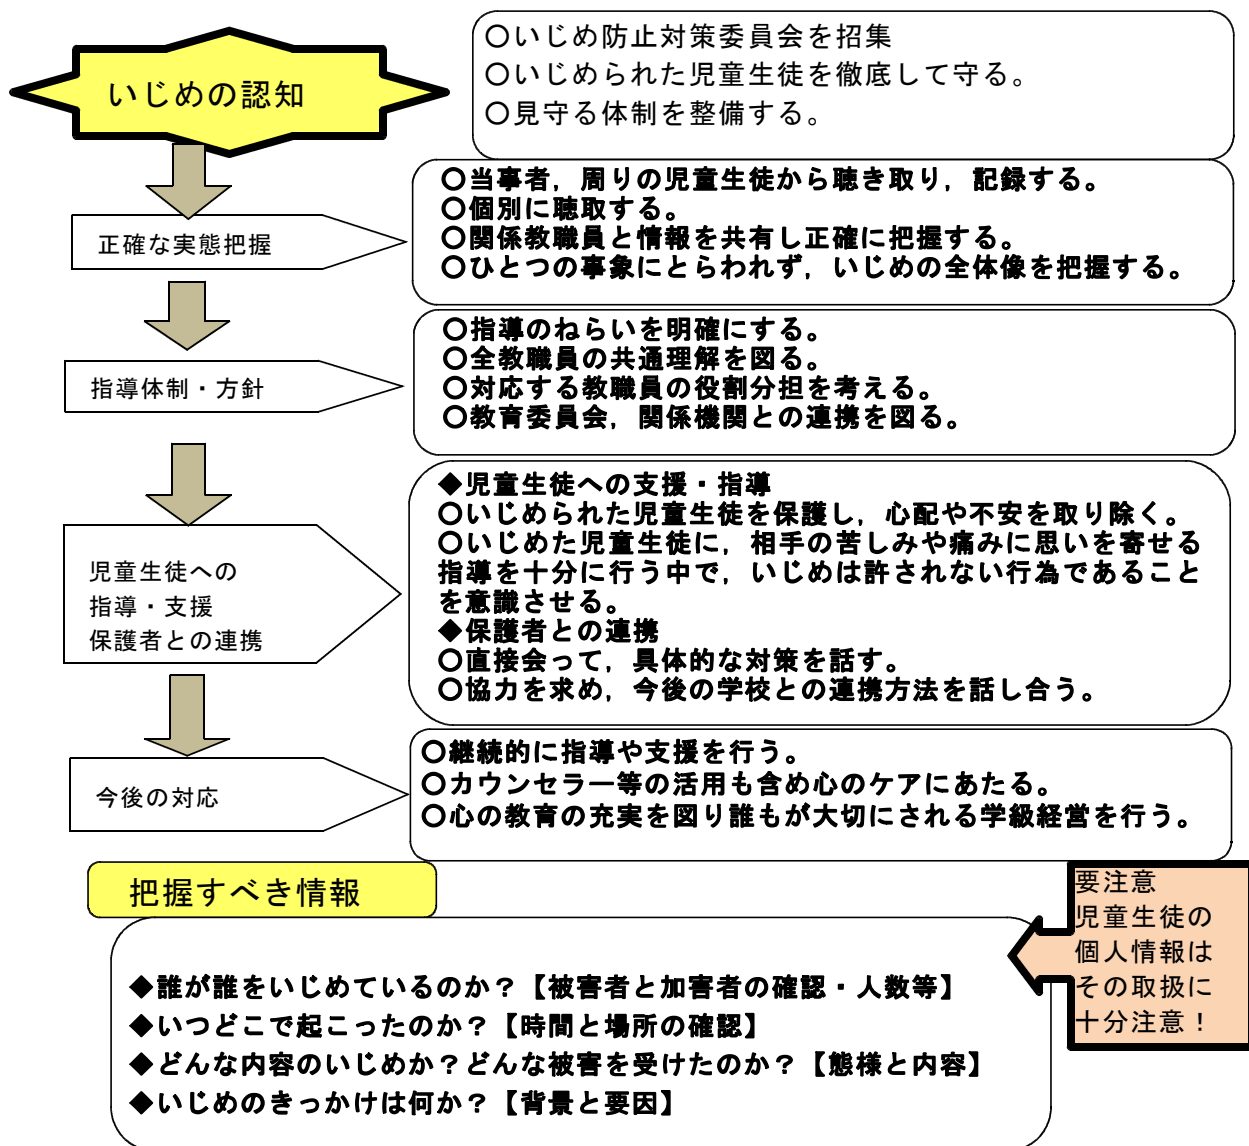 いじめの認知
○いじめ防止対策委員会を招集
○いじめられた児童生徒を徹底して守る。
○見守る体制を整備する。
正確な実態把握
○当事者，周りの児童生徒から聴き取り，記録する。
○個別に聴取する。
○関係教職員と情報を共有し正確に把握する。
○ひとつの事象にとらわれず，いじめの全体像を把握する。
指導体制・方針
○指導のねらいを明確にする。
○全教職員の共通理解を図る。
○対応する教職員の役割分担を考える。
○教育委員会，関係機関との連携を図る。
児童生徒への
指導・支援
保護者との連携
◆児童生徒への支援・指導
○いじめられた児童生徒を保護し，心配や不安を取り除く。
○いじめた児童生徒に，相手の苦しみや痛みに思いを寄せる
指導を十分に行う中で，いじめは許されない行為であること
を意識させる。
◆保護者との連携
○直接会って，具体的な対策を話す。
○協力を求め，今後の学校との連携方法を話し合う。
今後の対応
○継続的に指導や支援を行う。
○カウンセラー等の活用も含め心のケアにあたる。
○心の教育の充実を図り誰もが大切にされる学級経営を行う。
把握すべき情報
◆誰が誰をいじめているのか？【被害者と加害者の確認・人数等】
◆いつどこで起こったのか？【時間と場所の確認】
◆どんな内容のいじめか？どんな被害を受けたのか？【態様と内容】
◆いじめのきっかけは何か？【背景と要因】
要注意
児童生徒の
個人情報は
その取扱に
十分注意！